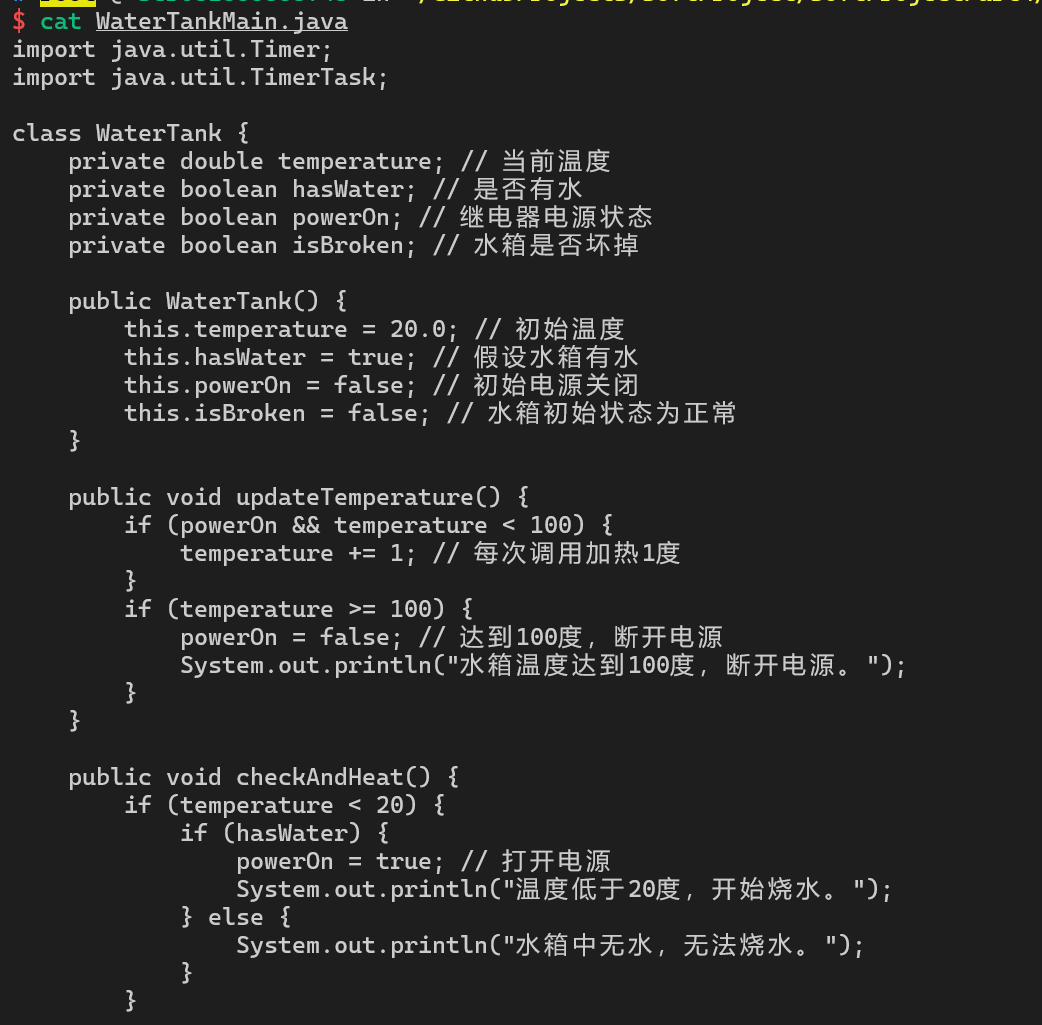 $ cat WaterTankMain.java
import java.util.Timer;
import java.util.TimerTask;
class WaterTank {
    private double temperature; // 当前温度
    private boolean hasWater; // 是否有水
    private boolean powerOn; // 继电器电源状态
    private boolean isBroken; // 水箱是否坏掉
    public WaterTank() {
        this.temperature = 20.0; // 初始温度
        this.hasWater = true; // 假设水箱有水
        this.powerOn = false; // 初始电源关闭
        this.isBroken = false; // 水箱初始状态为正常
    }
    public void updateTemperature() {
        if (powerOn && temperature < 100) {
            temperature += 1; // 每次调用加热1度
        }
        if (temperature >= 100) {
            powerOn = false; // 达到100度，断开电源
            System.out.println("水箱温度达到100度，断开电源。");
        }
    }
    public void checkAndHeat() {
        if (temperature < 20) {
            if (hasWater) {
                powerOn = true; // 打开电源
                System.out.println("温度低于20度，开始烧水。");
            } else {
                System.out.println("水箱中无水，无法烧水。");
            }
        }